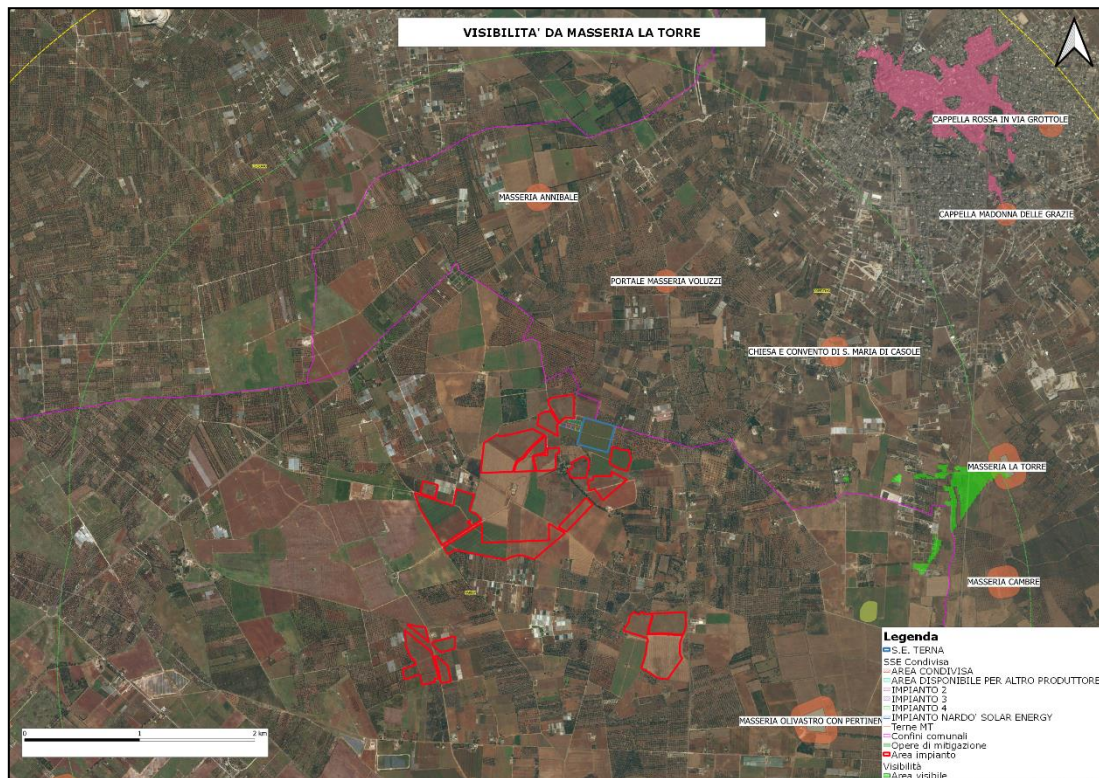 VISIBILITA' DA MASSERIA LA TORRE
CAPPELLA ROSSA IN VIA GROTTOLE
MASSERIA ANNIBALE
CAPPELLA MADONNA DELLE GRAZIE
PORTALE MASSERIA VOLUZZI
CHIESA E CONVENTO DI S. MARIA DI CASOLE
MASSERIA LA TORRE
MASSERIA CAMBRE
MASSERIA OLIVASTRO CON PERTINEN
0 1 2 km
Legenda
S.E. TERNA
SSE Condivisa
AREA CONDIVISA
AREA DISPONIBILE PER ALTRO PRODUTTORE
IMPIANTO 2
IMPIANTO 3
IMPIANTO 4
IMPIANTO NARDO' SOLAR ENERGY
Terne MT
Confini comunali
Opere di mitigazione
Area impianto
Visibilità
Area visibile